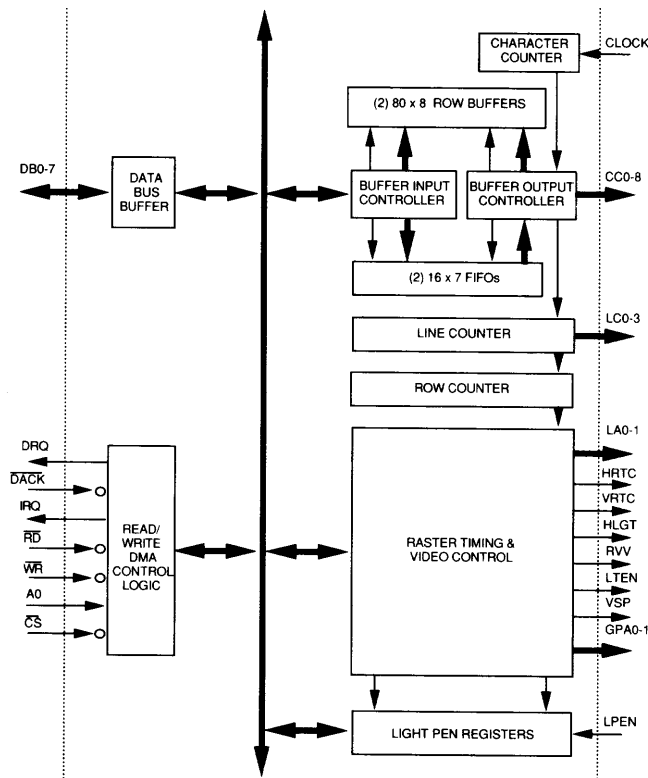 CHARACTER
COUNTER
CLOCK
(2) 80 x 8 ROW BUFFERS
DB0-7
DATA
BUS
BUFFER
BUFFER INPUT
CONTROLLER
BUFFER OUTPUT
CONTROLLER
CC0-8
(2) 16 x 7 FIFOs
LINE COUNTER
LC0-3
ROW COUNTER
DRQ
DACK
IRQ
RD
WR
A0
CS
READ/
WRITE
DMA
CONTROL
LOGIC
RASTER TIMING &
VIDEO CONTROL
LA0-1
HRTC
VRTC
HLGT
RVV
LTEN
VSP
GPA0-1
LIGHT PEN REGISTERS
LPEN